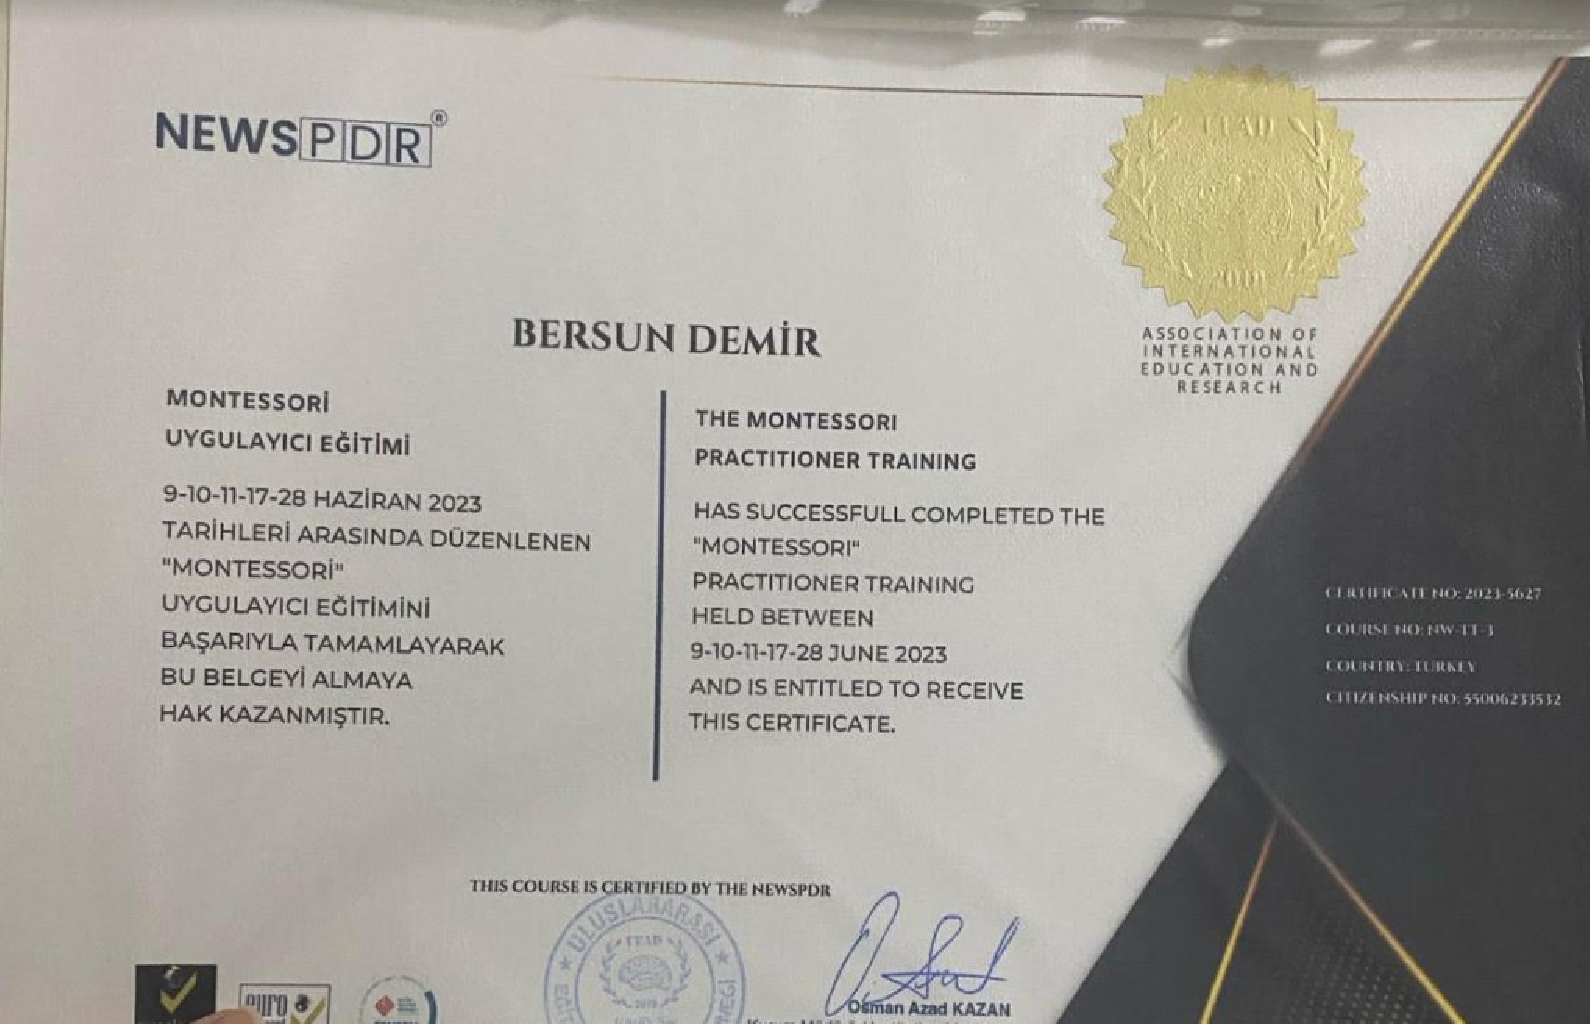 NEWSPDR®
2019
ASSOCIATION OF
INTERNATIONAL
EDUCATION AND
RESEARCH
BERSUN DEMİR
MONTESSORİ
UYGULAYICI EĞİTİMİ
9-10-11-17-28 HAZİRAN 2023
TARİHLERİ ARASINDA DÜZENLENEN
"MONTESSORİ"
UYGULAYICI EĞİTİMİNİ
BAŞARIYLA TAMAMLAYARAK
BU BELGEYİ ALMAYA
HAK KAZANMIŞTIR.
THE MONTESSORI
PRACTITIONER TRAINING
HAS SUCCESSFULL COMPLETED THE
"MONTESSORI"
PRACTITIONER TRAINING
HELD BETWEEN
9-10-11-17-28 JUNE 2023
AND IS ENTITLED TO RECEIVE
THIS CERTIFICATE.
CERTIFICATE NO: 2023-5627
COURSE NO: NW-TT-3
COUNTRY: TURKEY
CITIZENSHIP NO: 55006233532
THIS COURSE IS CERTIFIED BY THE NEWSPDR
ULUSLARARASI
2019
euro
Osman Azad KAZAN